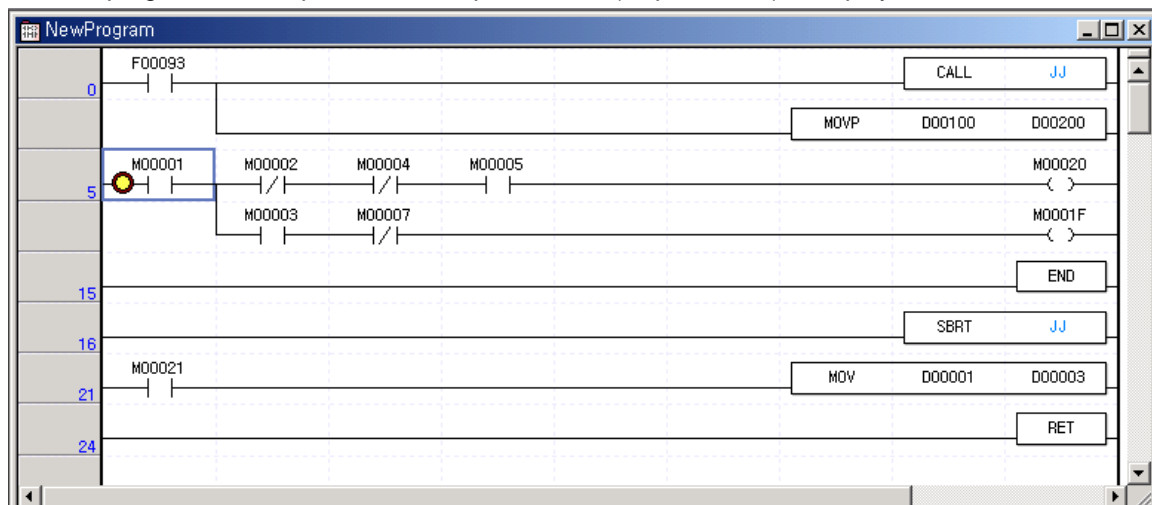 NewProgram
F00093
0
CALL JJ
MOVP D00100 D00200
M00001 M00002 M00004 M00005 M00020
5
M00003 M00007 M0001F
END
15
SBRT JJ
16
M00021
MOV D00001 D00003
21
RET
24